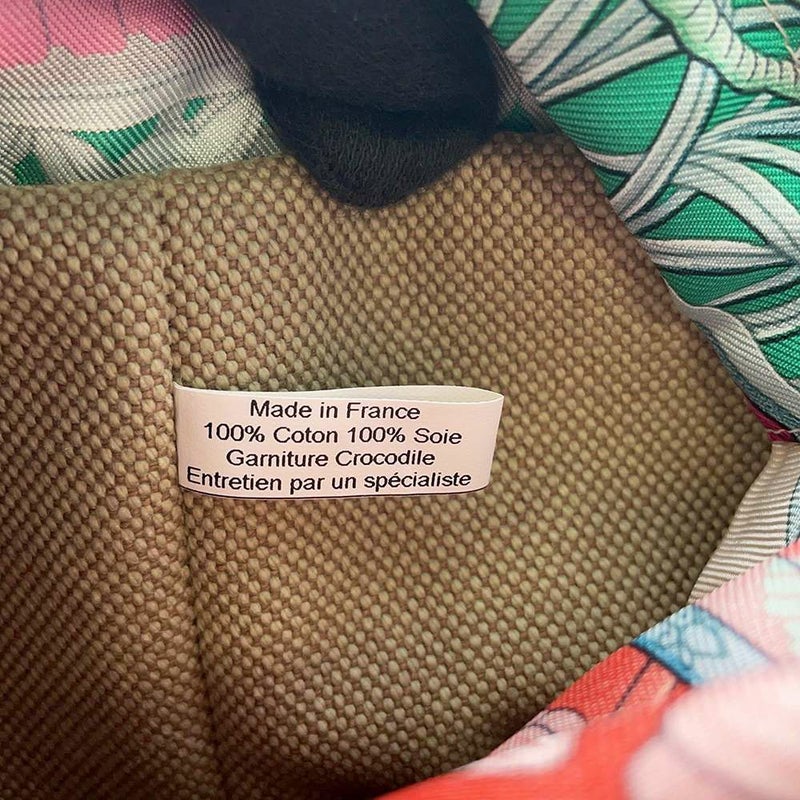 Made in France
100% Coton 100% Soie
Garniture Crocodile
Entretien par un spécialiste